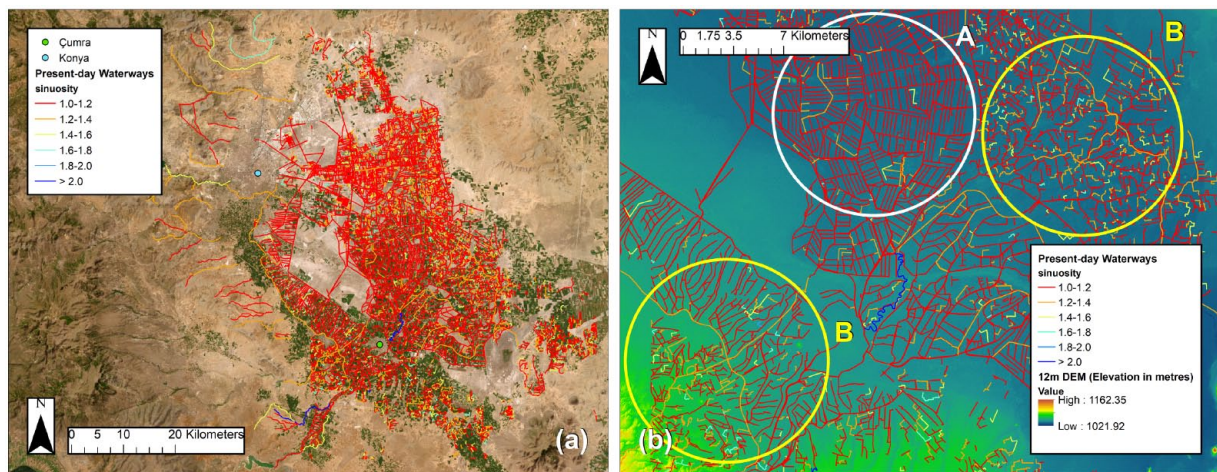 Çumra
Konya
Present-day Waterways
sinuosity
1.0-1.2
1.2-1.4
1.4-1.6
1.6-1.8
1.8-2.0
> 2.0
N
0 5 10 20 Kilometers
(a)
N
0 1.75 3.5 7 Kilometers
A
B
B
Present-day Waterways
sinuosity
1.0-1.2
1.2-1.4
1.4-1.6
1.6-1.8
1.8-2.0
> 2.0
12m DEM (Elevation in metres)
Value
High : 1162.35
Low : 1021.92
(b)